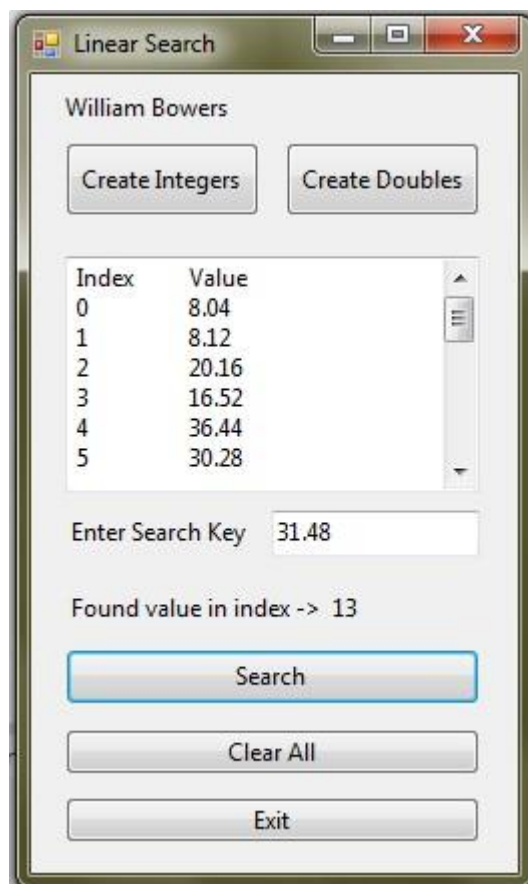 Linear Search
William Bowers
Create Integers Create Doubles
Index Value
0 8.04
1 8.12
2 20.16
3 16.52
4 36.44
5 30.28
Enter Search Key 31.48
Found value in index -> 13
Search
Clear All
Exit